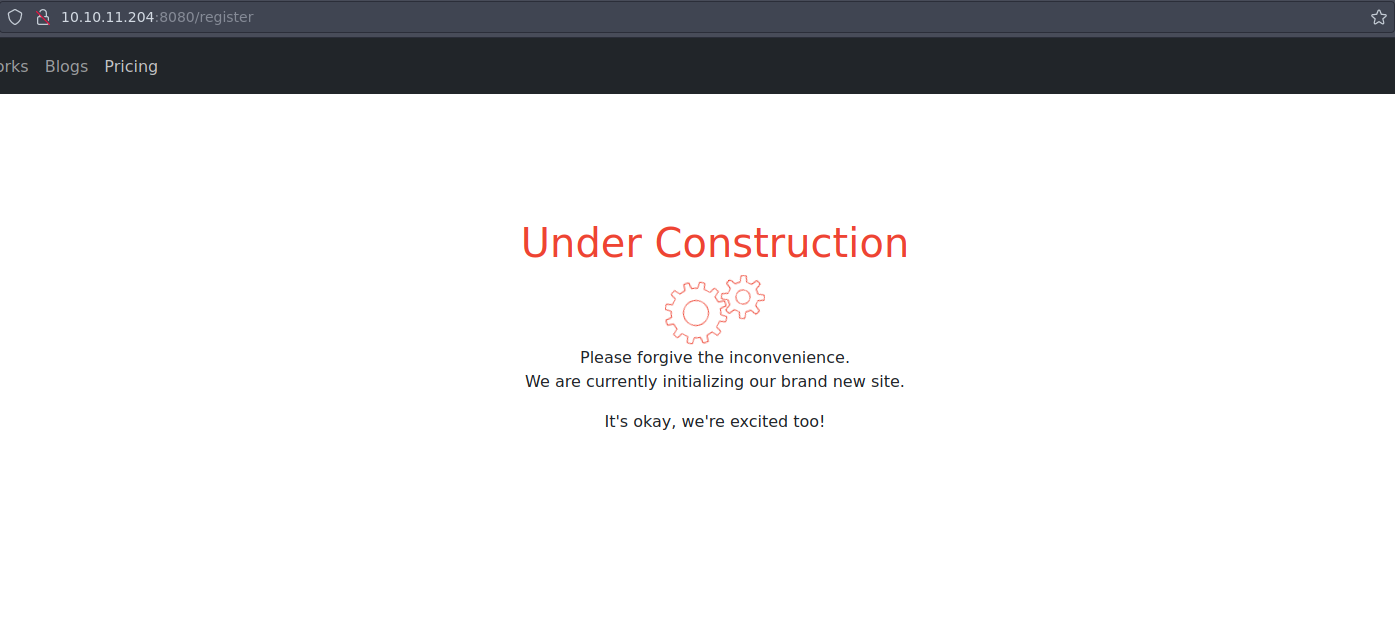 10.10.11.204:8080/register
orks Blogs Pricing
Under Construction
Please forgive the inconvenience.
We are currently initializing our brand new site.
It's okay, we're excited too!